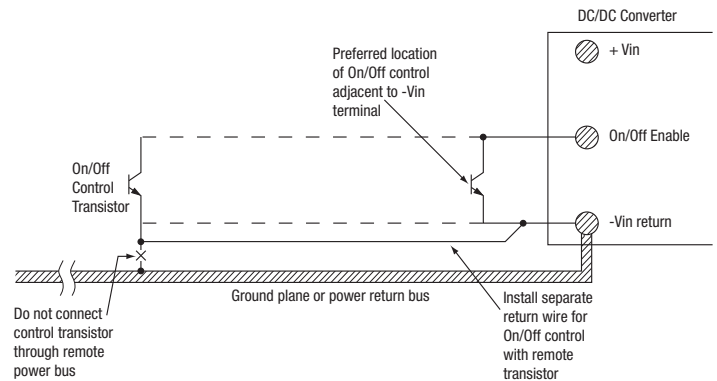 DC/DC Converter
+ Vin
Preferred location
of On/Off control
adjacent to -Vin
terminal
On/Off Enable
On/Off
Control
Transistor
-Vin return
Ground plane or power return bus
Do not connect
control transistor
through remote
power bus
Install separate
return wire for
On/Off control
with remote
transistor